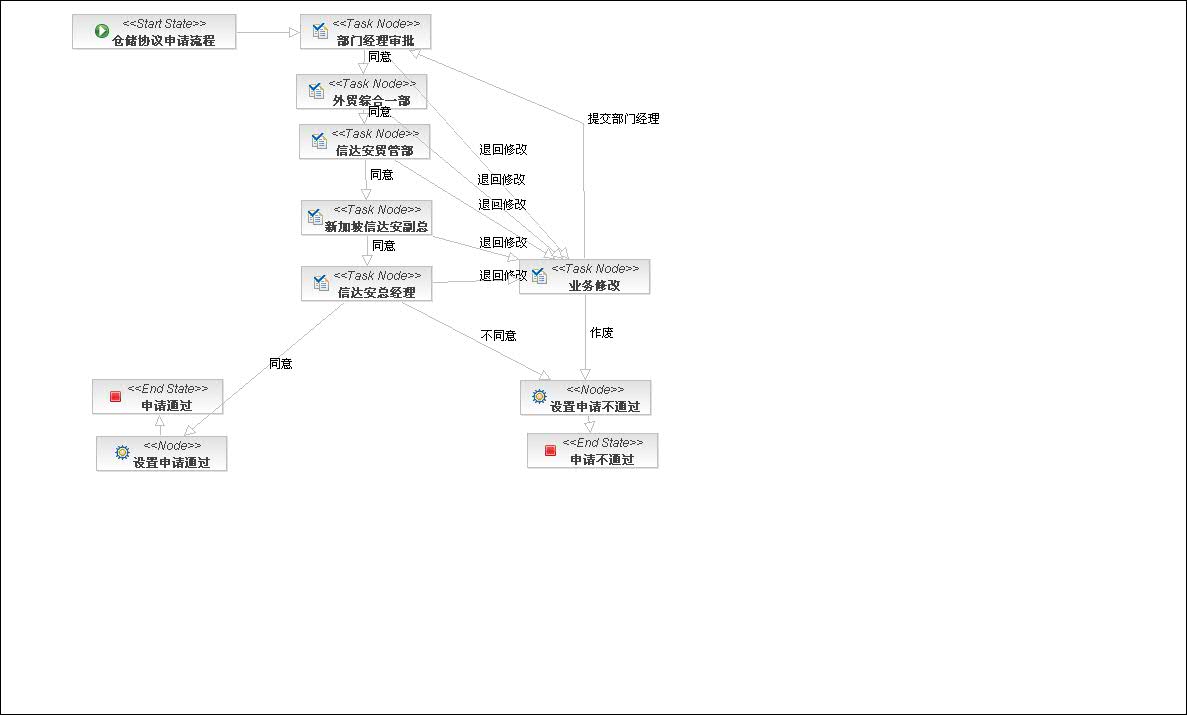 <<Start State>>
仓储协议申请流程
<<Task Node>>
部门经理审批
同意
<<Task Node>>
外贸综合一部
同意
提交部门经理
<<Task Node>>
信达安贸管部
退回修改
同意
退回修改
退回修改
<<Task Node>>
新加坡信达安副总
同意
退回修改
<<Task Node>>
信达安总经理
退回修改
<<Task Node>>
业务修改
不同意
作废
同意
<<End State>>
申请通过
<<Node>>
设置申请不通过
<<Node>>
设置申请通过
<<End State>>
申请不通过